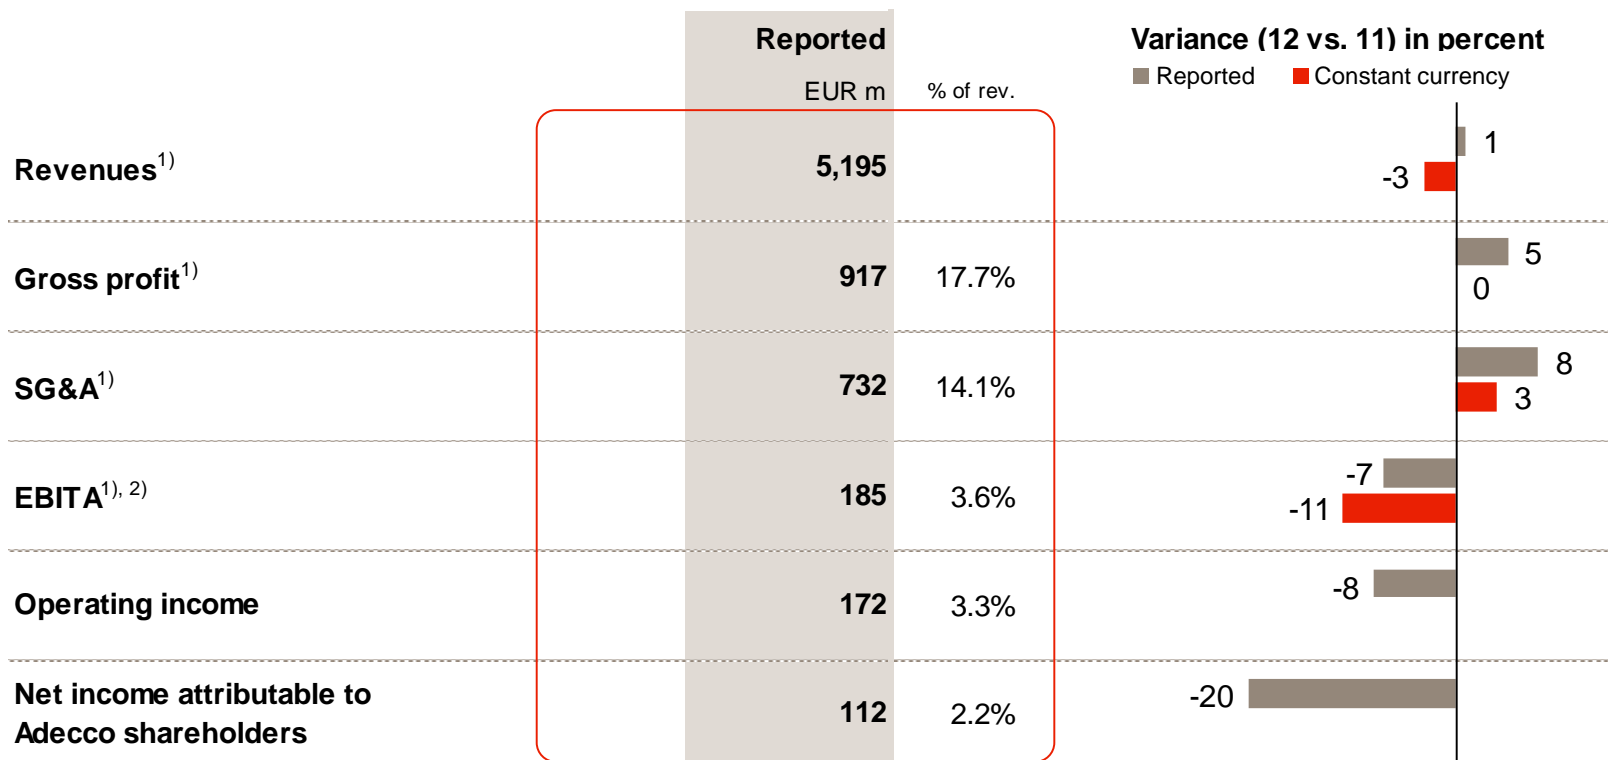 Reported
Variance (12 vs. 11) in percent
EUR m
% of rev.
Reported
Constant currency
Revenues1)
5,195
1
-3
Gross profit1)
917
17.7%
5
0
SG&A1)
732
14.1%
8
3
EBITA1), 2)
185
3.6%
-7
-11
Operating income
172
3.3%
-8
Net income attributable to
Adecco shareholders
112
2.2%
-20